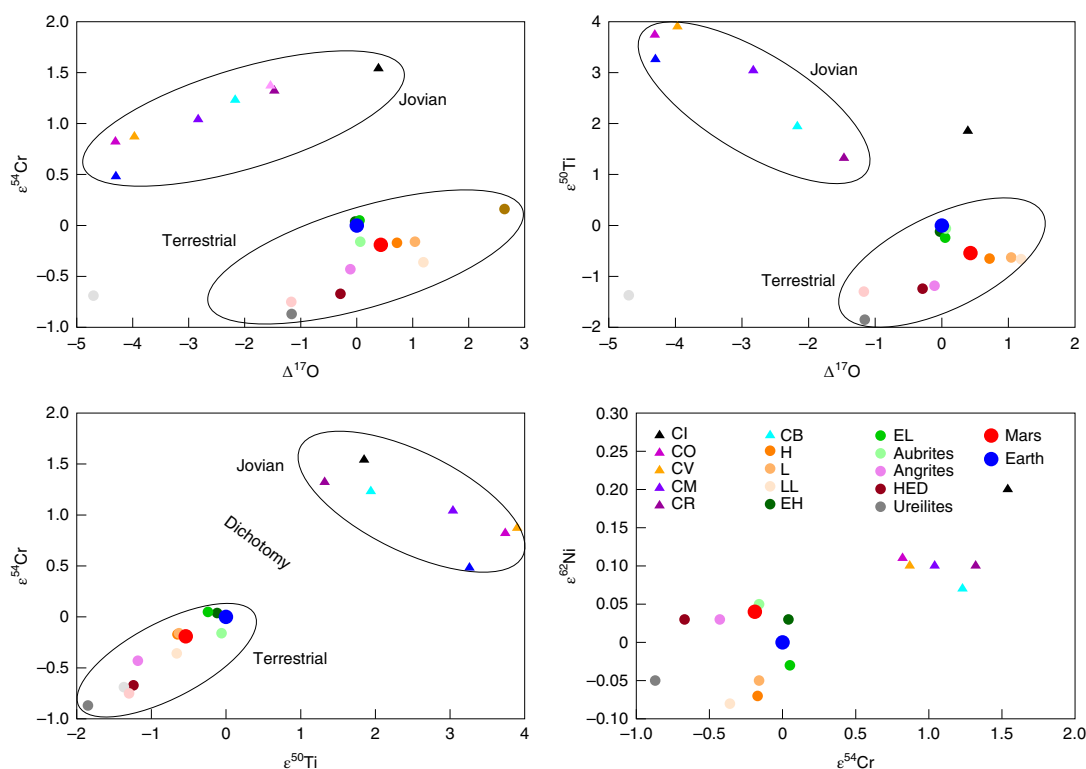 2.0
1.5
1.0
0.5
0
–0.5
–1.0
ε54Cr
Jovian
Terrestrial
–5 –4 –3 –2 –1 0 1 2 3
Δ17O
5
4
3
2
1
0
–1
–2
ε50Ti
Jovian
Terrestrial
–5 –4 –3 –2 –1 0 1 2
Δ17O
2.0
1.5
1.0
0.5
0
–0.5
–1.0
ε54Cr
Jovian
Dichotomy
Terrestrial
–2 –1 0 1 2 3 4
ε50Ti
0.30
0.25
0.20
0.15
0.10
0.05
0
–0.05
–0.10
ε62Ni
CI
CO
CV
CM
CR
CB
H
L
LL
EH
EL
Aubrites
Angrites
HED
Ureilites
Mars
Earth
–1.0 –0.5 0 0.5 1.0 1.5 2.0
ε54Cr